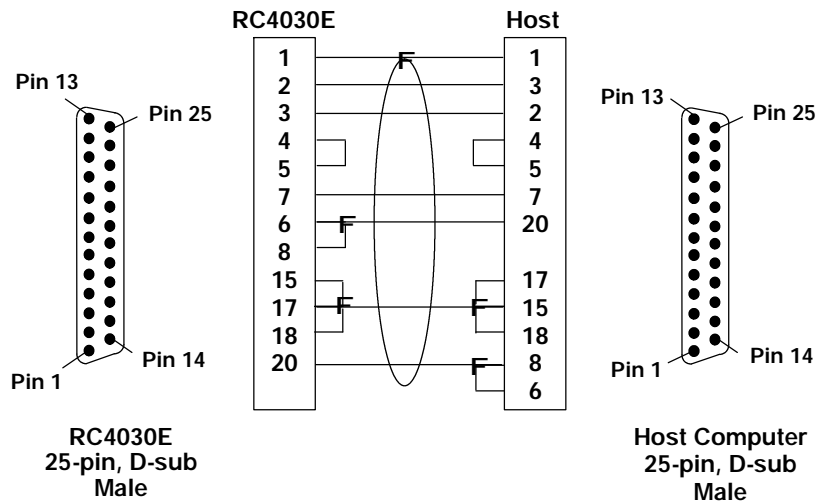 RC4030E Host
1 F 1
2 3
3 2
4 4
5 5
7 7
6 F 20
8
15 17
17 F F 15
18 18
20 F 8
6
Pin 13
Pin 25
Pin 1
Pin 14
RC4030E
25-pin, D-sub
Male
Pin 13
Pin 25
Pin 1
Pin 14
Host Computer
25-pin, D-sub
Male